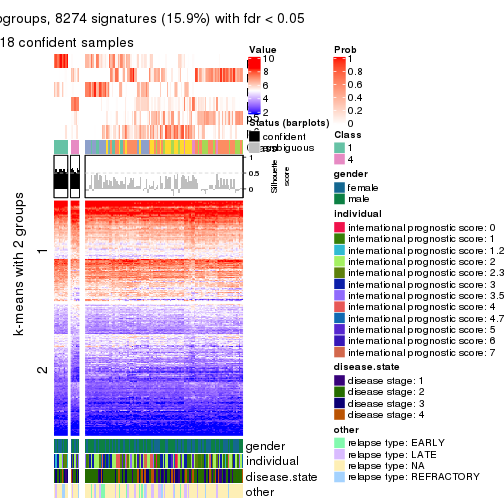 ogroups, 8274 signatures (15.9%) with fdr < 0.05
18 confident samples
Value
10
8
6
4
2
Prob
1
0.8
0.6
0.4
0.2
0
Status (barplots)
confident
ambiguous
Class
1
4
1
0.5
0
Silhouette
score
gender
female
male
individual
international prognostic score: 0
international prognostic score: 1
international prognostic score: 1.2
international prognostic score: 2
international prognostic score: 2.3
international prognostic score: 3
international prognostic score: 3.5
international prognostic score: 4
international prognostic score: 4.7
international prognostic score: 5
international prognostic score: 6
international prognostic score: 7
disease.state
disease stage: 1
disease stage: 2
disease stage: 3
disease stage: 4
other
relapse type: EARLY
relapse type: LATE
relapse type: NA
relapse type: REFRACTORY
k-means with 2 groups
1
2
gender
individual
disease.state
other